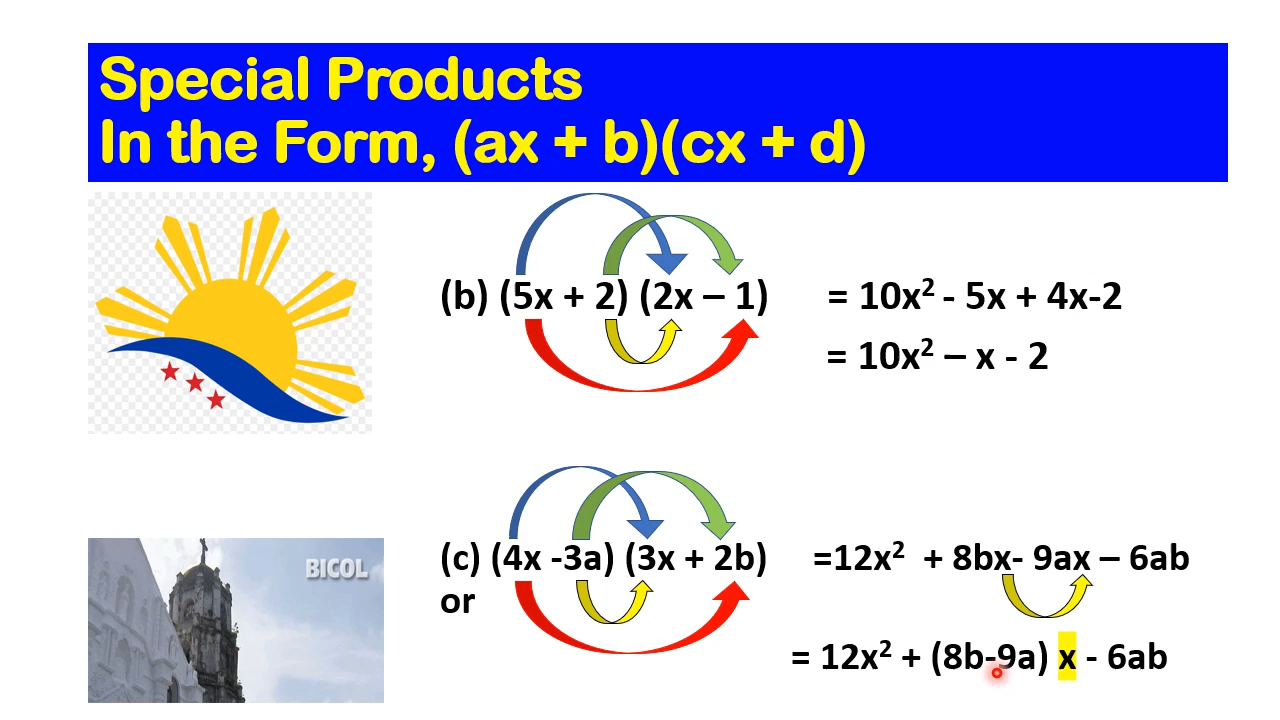 Special Products
In the Form, (ax + b)(cx + d)
(b) (5x + 2) (2x – 1) = 10x² - 5x + 4x-2
= 10x² – x - 2
BICOL
(c) (4x -3a) (3x + 2b) =12x² + 8bx- 9ax – 6ab
or
= 12x² + (8b-9a) x - 6ab